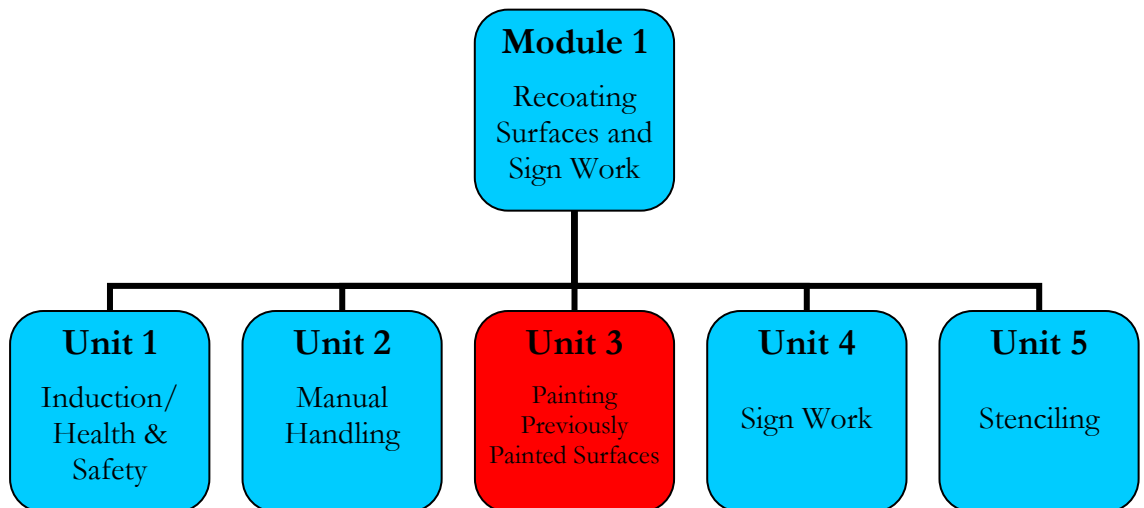 Module 1
Recoating
Surfaces and
Sign Work
Unit 1
Induction/
Health &
Safety
Unit 2
Manual
Handling
Unit 3
Painting
Previously
Painted Surfaces
Unit 4
Sign Work
Unit 5
Stenciling